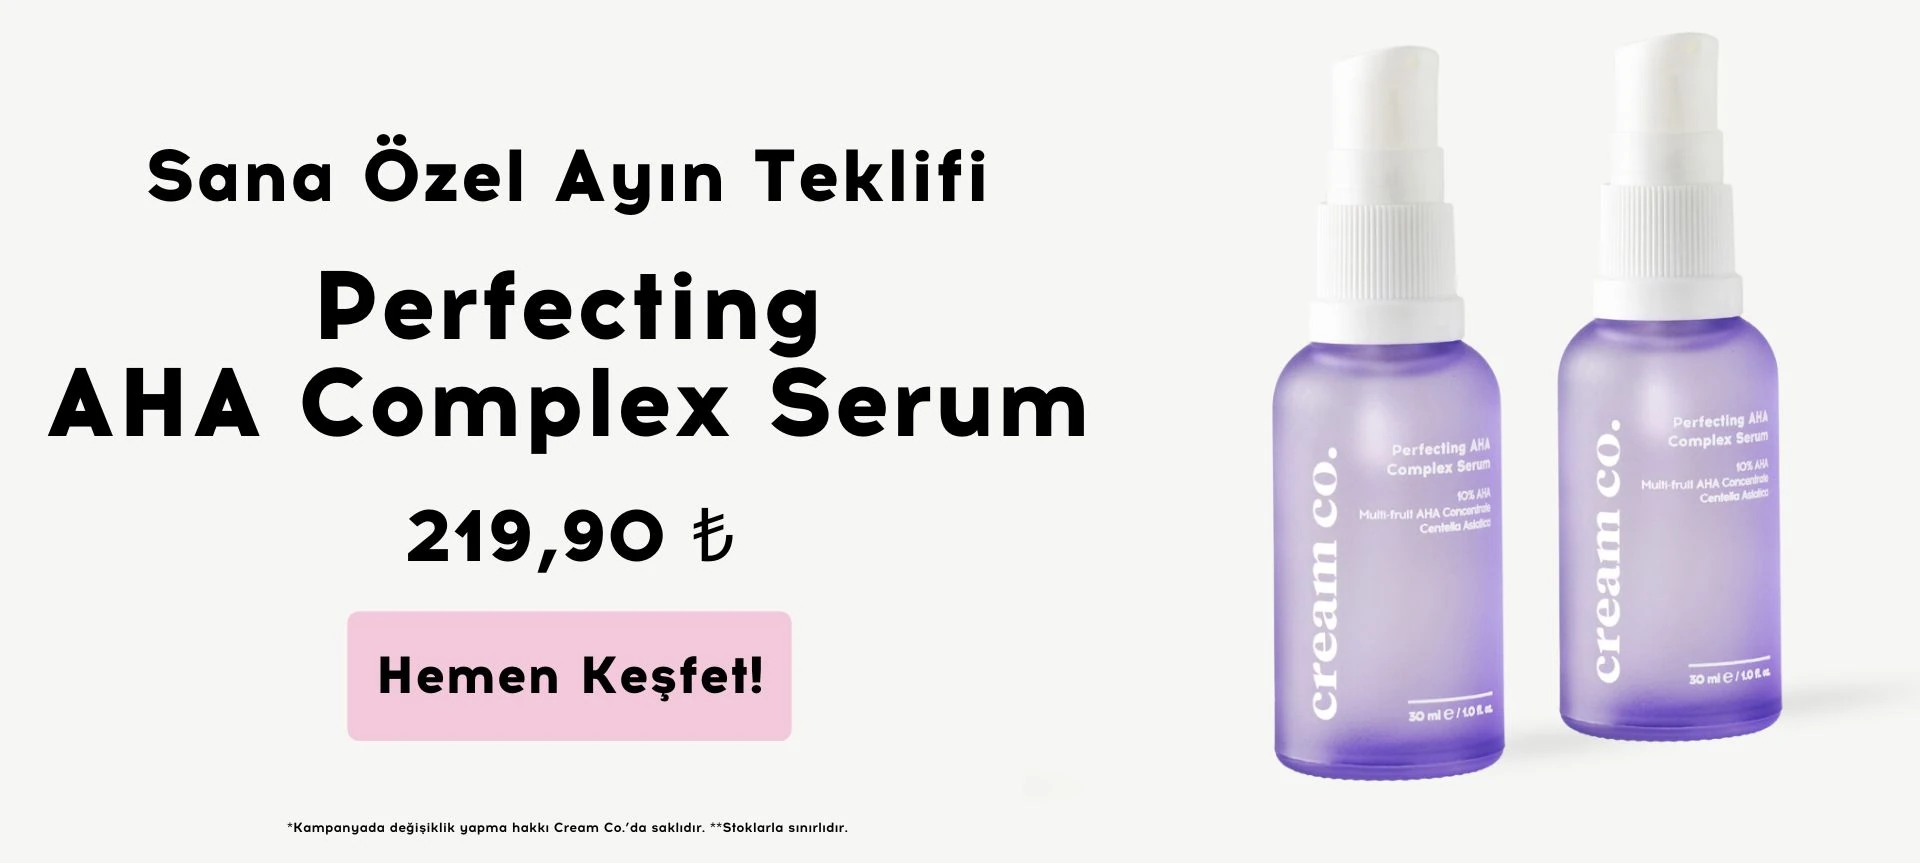 Sana Özel Ayın Teklifi
Perfecting
AHA Complex Serum
219,90 ₺
Hemen Keşfet!
*Kampanyada değişiklik yapma hakkı Cream Co.'da saklıdır. **Stoklarla sınırlıdır.
cream co.
Perfecting AHA
Complex Serum
10% AHA
Multi-fruit AHA Concentrate
Centella Asiatica
30 ml e / 1.0 fl. oz.
cream co.
Perfecting AHA
Complex Serum
10% AHA
Multi-fruit AHA Concentrate
Centella Asiatica
30 ml e / 1.0 fl. oz.